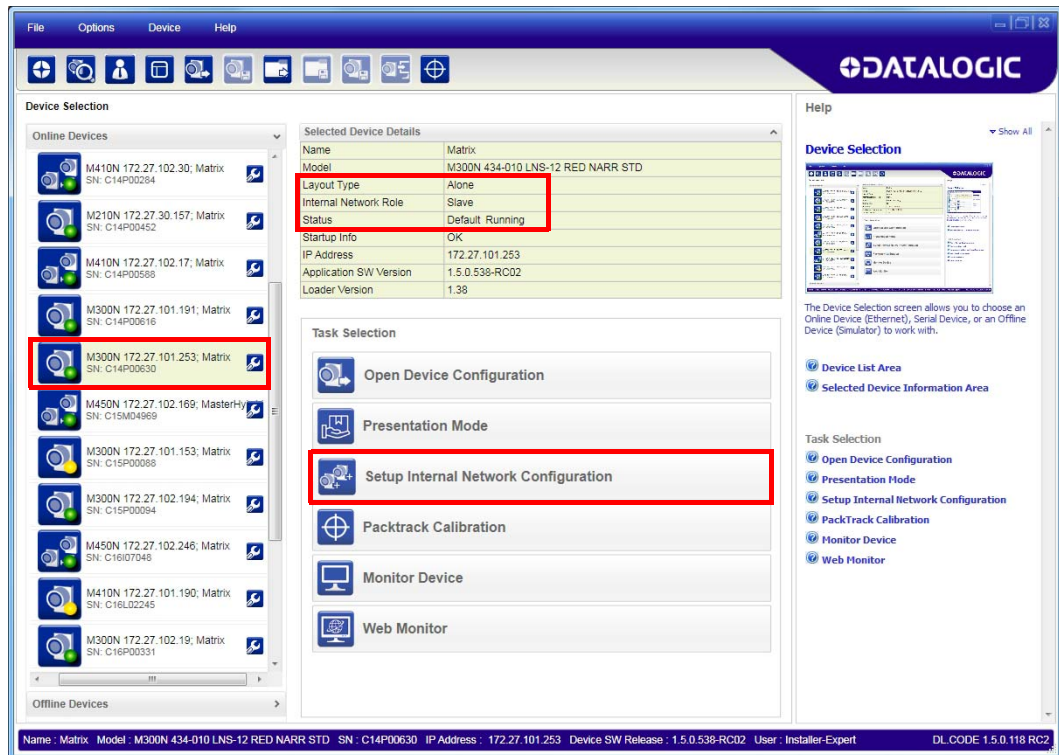 File Options Device Help
DATALOGIC
Device Selection
Online Devices
M410N 172.27.102.30; Matrix
SN: C14P00284
M210N 172.27.30.157; Matrix
SN: C14P00452
M410N 172.27.102.17; Matrix
SN: C14P00588
M300N 172.27.101.191; Matrix
SN: C14P00616
M300N 172.27.101.253; Matrix
SN: C14P00630
M450N 172.27.102.169; MasterHy
SN: C15M04969
M300N 172.27.101.153; Matrix
SN: C15P00088
M300N 172.27.102.194; Matrix
SN: C15P00094
M450N 172.27.102.246; Matrix
SN: C16I07048
M410N 172.27.101.190; Matrix
SN: C16L02245
M300N 172.27.102.19; Matrix
SN: C16P00331
Offline Devices
Selected Device Details
Name Matrix
Model M300N 434-010 LNS-12 RED NARR STD
Layout Type Alone
Internal Network Role Slave
Status Default Running
Startup Info OK
IP Address 172.27.101.253
Application SW Version 1.5.0.538-RC02
Loader Version 1.38
Task Selection
Open Device Configuration
Presentation Mode
Setup Internal Network Configuration
Packtrack Calibration
Monitor Device
Web Monitor
Help
Show All
Device Selection
The Device Selection screen allows you to choose an
Online Device (Ethernet), Serial Device, or an Offline
Device (Simulator) to work with.
Device List Area
Selected Device Information Area
Task Selection
Open Device Configuration
Presentation Mode
Setup Internal Network Configuration
PackTrack Calibration
Monitor Device
Web Monitor
Name : Matrix Model : M300N 434-010 LNS-12 RED NARR STD SN : C14P00630 IP Address : 172.27.101.253 Device SW Release : 1.5.0.538-RC02 User : Installer-Expert DL.CODE 1.5.0.118 RC2